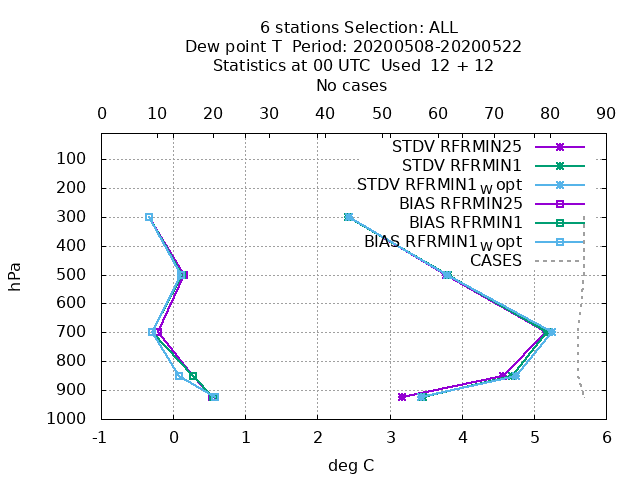 6 stations Selection: ALL
Dew point T  Period: 20200508-20200522
Statistics at 00 UTC  Used  12 + 12
No cases
0 10 20 30 40 50 60 70 80 90
STDV RFRMIN25
STDV RFRMIN1
STDV RFRMIN1w opt
BIAS RFRMIN25
BIAS RFRMIN1
BIAS RFRMIN1w opt
CASES
100
200
300
400
500
600
700
800
900
1000
hPa
-1 0 1 2 3 4 5 6
deg C